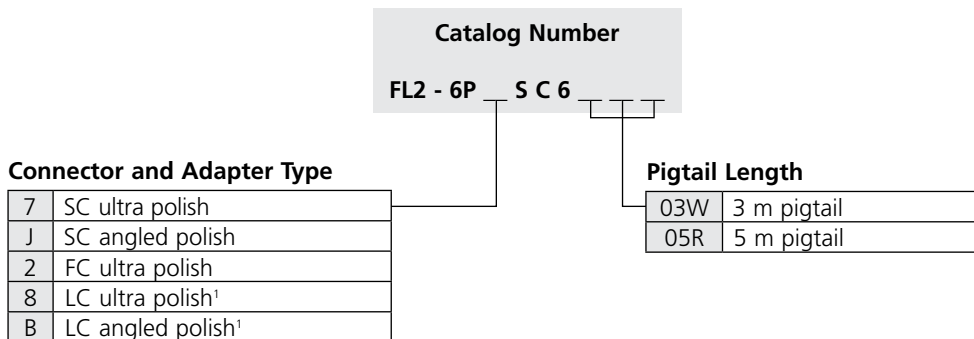 Catalog Number
FL2 - 6P __ S C 6 __ __ __
Connector and Adapter Type
7 SC ultra polish
J SC angled polish
2 FC ultra polish
8 LC ultra polish¹
B LC angled polish¹
Pigtail Length
03W 3 m pigtail
05R 5 m pigtail